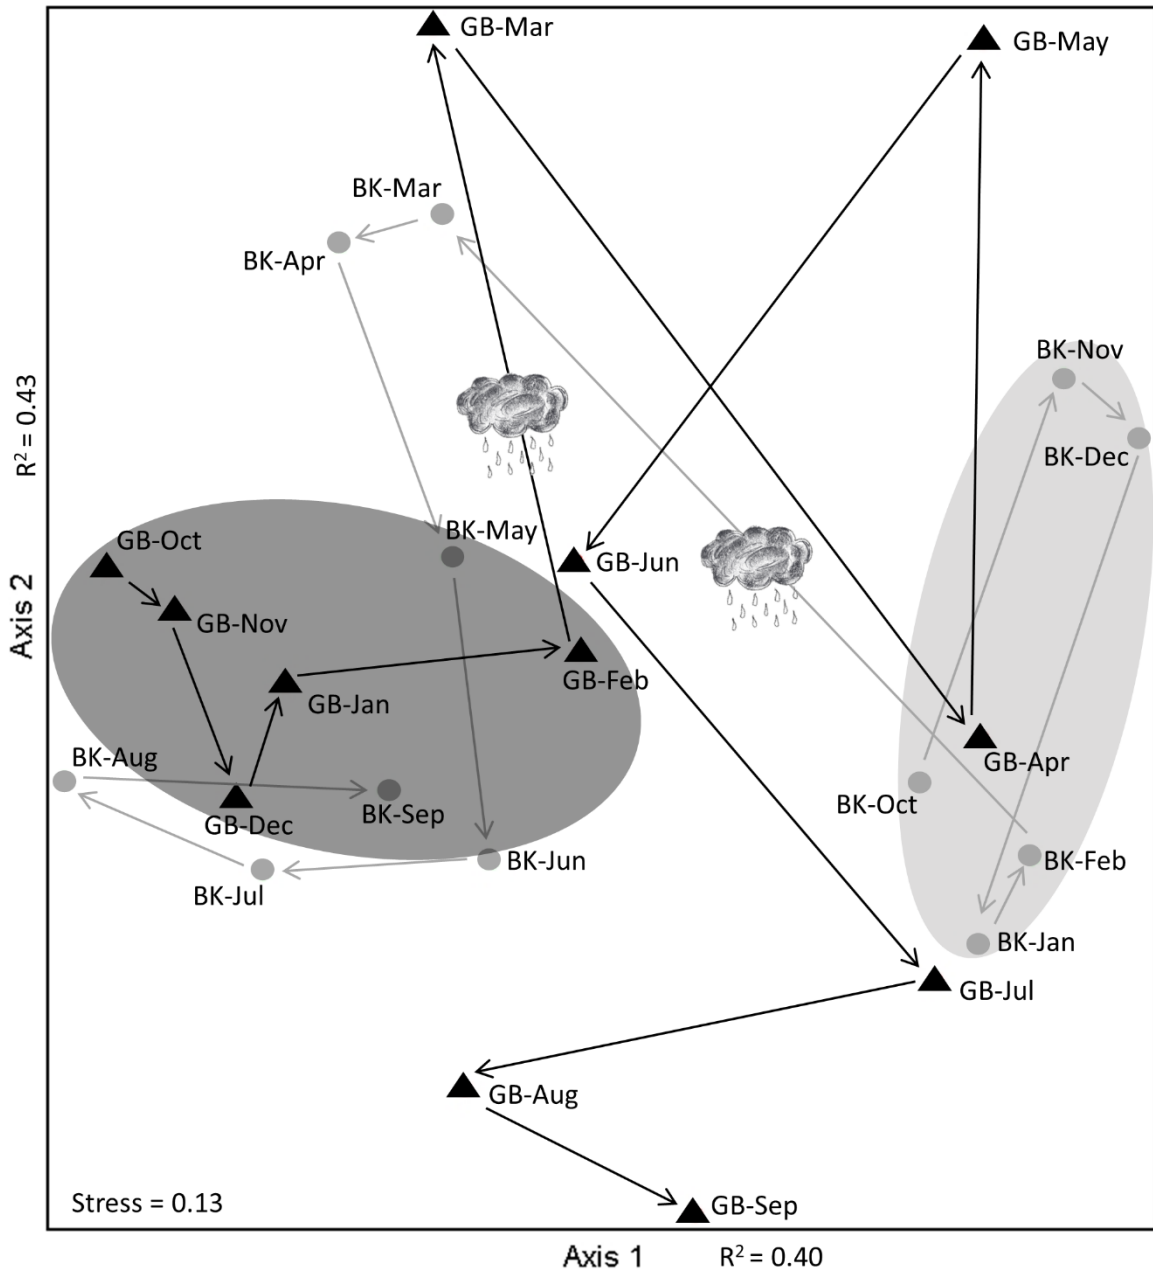 GB-Mar
GB-May
BK-Mar
BK-Apr
BK-Nov
BK-Dec
R² = 0.43
Axis 2
GB-Oct
BK-May
GB-Jun
GB-Nov
GB-Feb
GB-Jan
BK-Aug
GB-Apr
BK-Oct
GB-Dec
BK-Sep
BK-Jun
BK-Feb
BK-Jul
BK-Jan
GB-Jul
GB-Aug
Stress = 0.13
GB-Sep
Axis 1
R² = 0.40